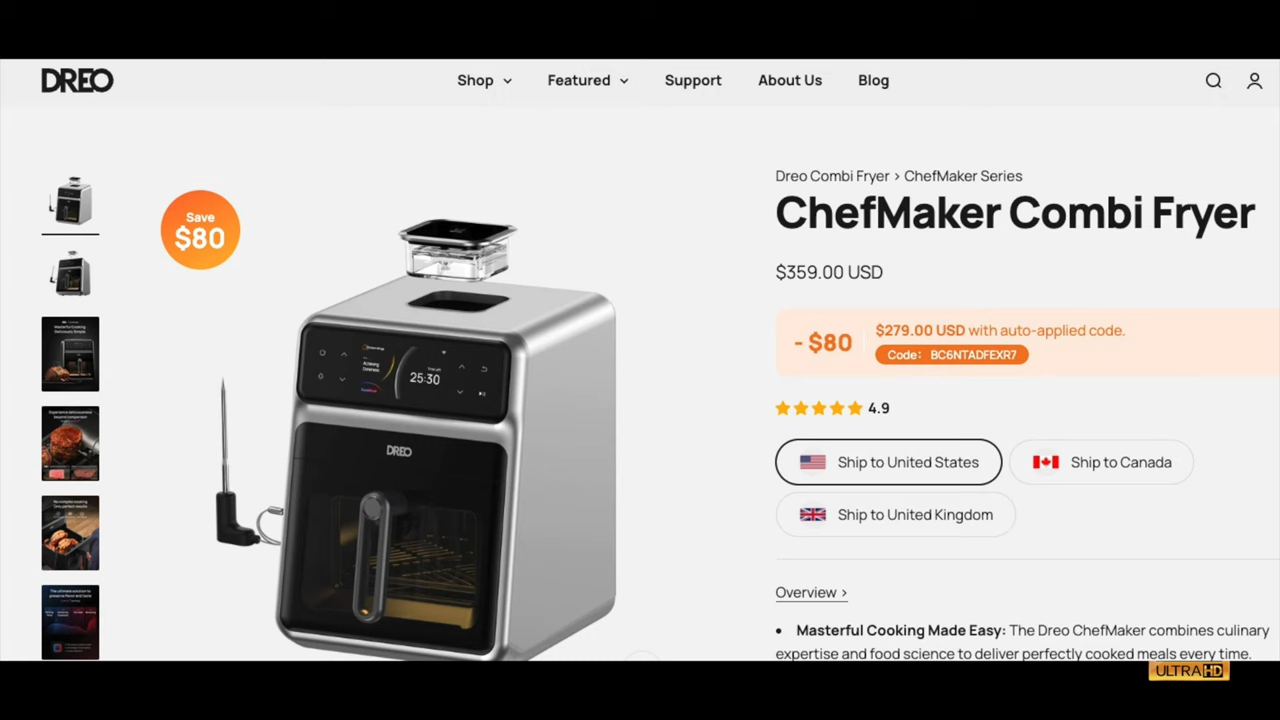 DREO
Shop
Featured
Support
About Us
Blog
Dreo Combi Fryer > ChefMaker Series
ChefMaker Combi Fryer
Save
$80
$359.00 USD
- $80
$279.00 USD with auto-applied code.
Code: BC6NTADFEXR7
4.9
25:30
DREO
Ship to United States
Ship to Canada
Ship to United Kingdom
Overview >
• Masterful Cooking Made Easy: The Dreo ChefMaker combines culinary
expertise and food science to deliver perfectly cooked meals every time.
ULTRA HD